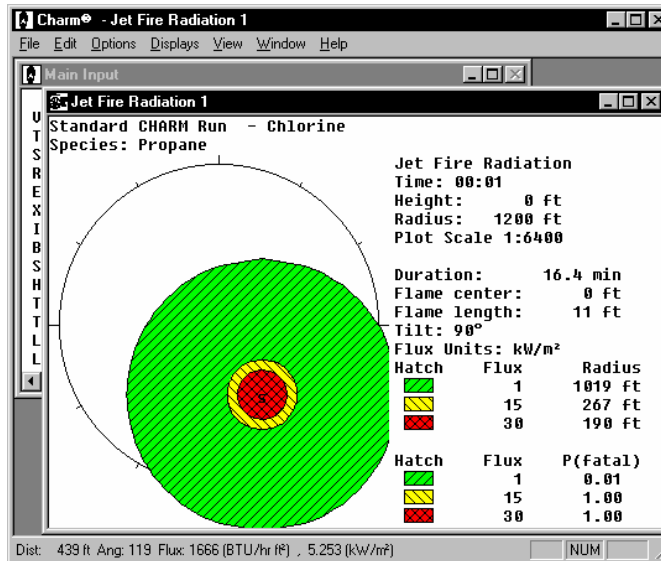 Charm® - Jet Fire Radiation 1
File Edit Options Displays View Window Help
Main Input
Jet Fire Radiation 1
U
T
S
R
E
X
I
B
S
H
T
T
L
L
Standard CHARM Run - Chlorine
Species: Propane
S
Jet Fire Radiation
Time: 00:01
Height: 0 ft
Radius: 1200 ft
Plot Scale 1:6400
Duration: 16.4 min
Flame center: 0 ft
Flame length: 11 ft
Tilt: 90°
Flux Units: kW/m²
Hatch Flux Radius
1 1019 ft
15 267 ft
30 190 ft
Hatch Flux P(fatal)
1 0.01
15 1.00
30 1.00
Dist: 439 ft Ang: 119 Flux: 1666 (BTU/hr ft²) , 5.253 (kW/m²) NUM